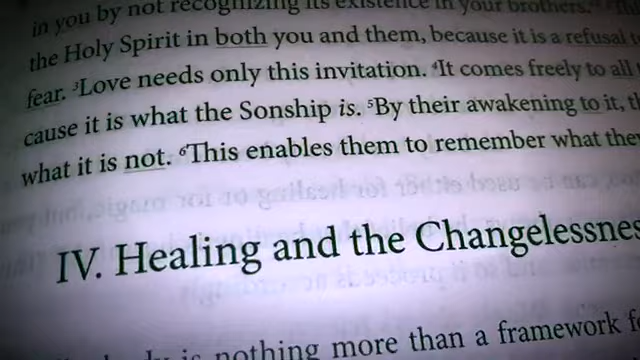 in you by not recognizing its existence in your brothers.
the Holy Spirit in both you and them, because it is a refusal
fear. ³Love needs only this invitation. ⁴It comes freely to all
cause it is what the Sonship is. ⁵By their awakening to it,
what it is not. ⁶This enables them to remember what
IV. Healing and the Changelessnes
is nothing more than a framework